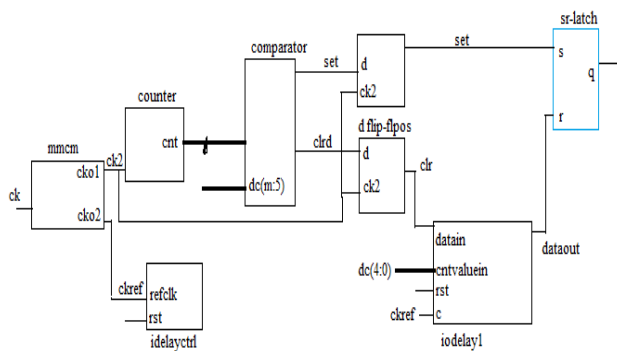 sr-latch
comparator
set
set
s
d
q
counter
ck2
r
cnt
d flip-flpos
mmcm
ck2
clrd
d
cko1
clr
dc(m:5)
ck2
ck
cko2
datain
dataout
dc(4:0)
cntvaluein
ckref
refclk
rst
rst
ckref
c
idelayctrl
iodelay1